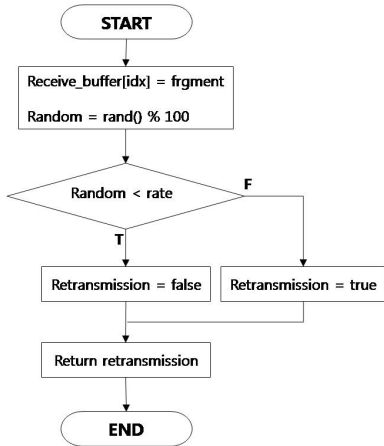 START
Receive_buffer[idx] = frgment
Random = rand() % 100
Random < rate
F
T
Retransmission = false
Retransmission = true
Return retransmission
END